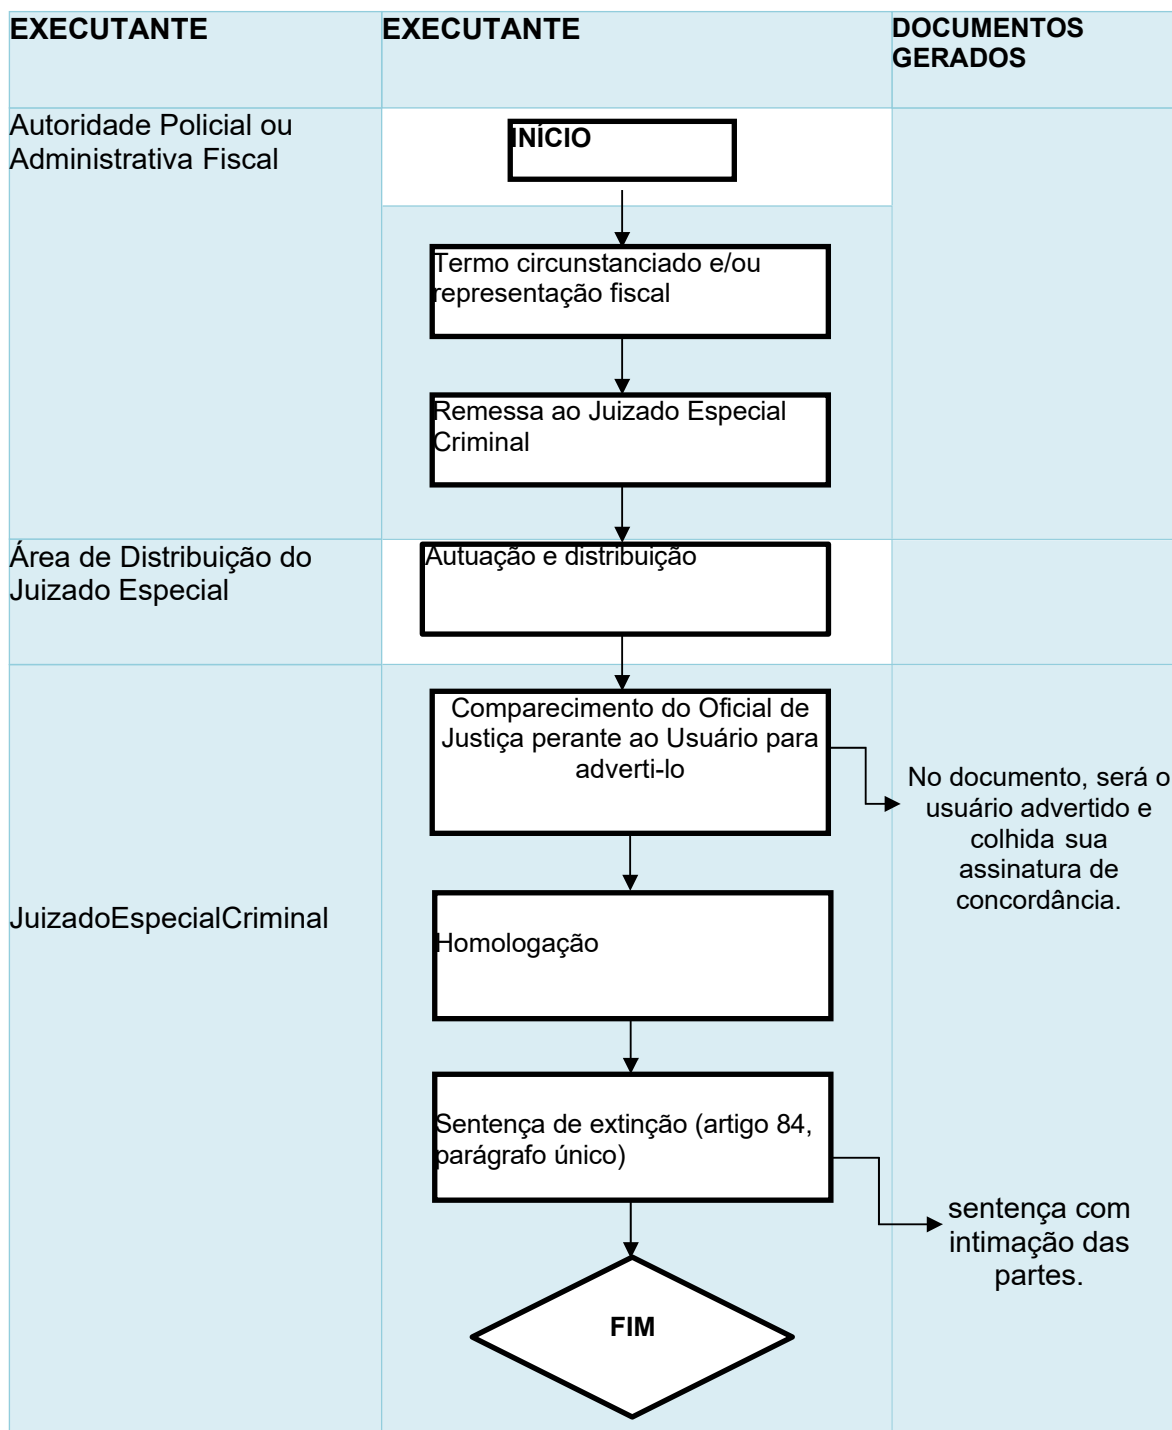 EXECUTANTE
EXECUTANTE
DOCUMENTOS
GERADOS
Autoridade Policial ou
Administrativa Fiscal
INÍCIO
Termo circunstanciado e/ou
representação fiscal
Remessa ao Juizado Especial
Criminal
Área de Distribuição do
Juizado Especial
Autuação e distribuição
JuizadoEspecialCriminal
Comparecimento do Oficial de
Justiça perante ao Usuário para
adverti-lo
No documento, será o
usuário advertido e
colhida sua
assinatura de
concordância.
Homologação
Sentença de extinção (artigo 84,
parágrafo único)
sentença com
intimação das
partes.
FIM